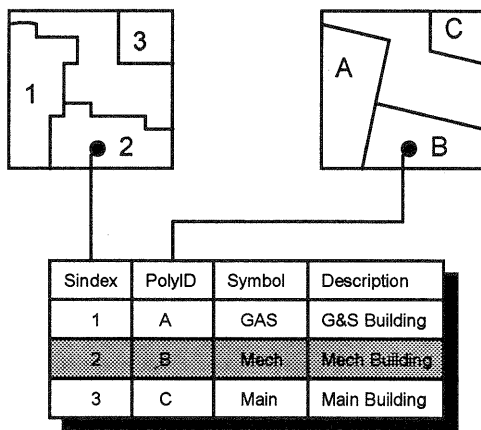 3
1
2
C
A
B
Sindex PolyID Symbol Description
1 A GAS G&S Building
2 B Mech Mech Building
3 C Main Main Building